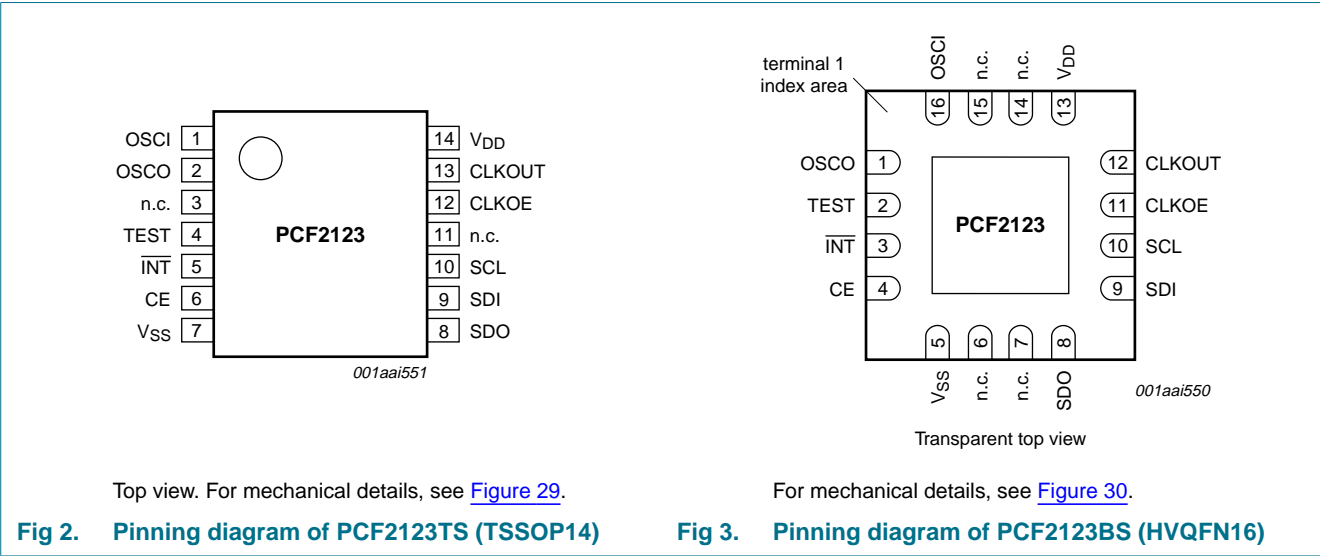 OSCI 1
OSCO 2
n.c. 3
TEST 4
INT 5
CE 6
VSS 7
PCF2123
14 VDD
13 CLKOUT
12 CLKOE
11 n.c.
10 SCL
9 SDI
8 SDO
001aai551
Top view. For mechanical details, see Figure 29.
Fig 2. Pinning diagram of PCF2123TS (TSSOP14)
terminal 1
index area
OSCI n.c. n.c. VDD
16 15 14 13
OSCO 1
TEST 2
INT 3
CE 4
PCF2123
12 CLKOUT
11 CLKOE
10 SCL
9 SDI
5 6 7 8
VSS n.c. n.c. SDO
001aai550
Transparent top view
For mechanical details, see Figure 30.
Fig 3. Pinning diagram of PCF2123BS (HVQFN16)